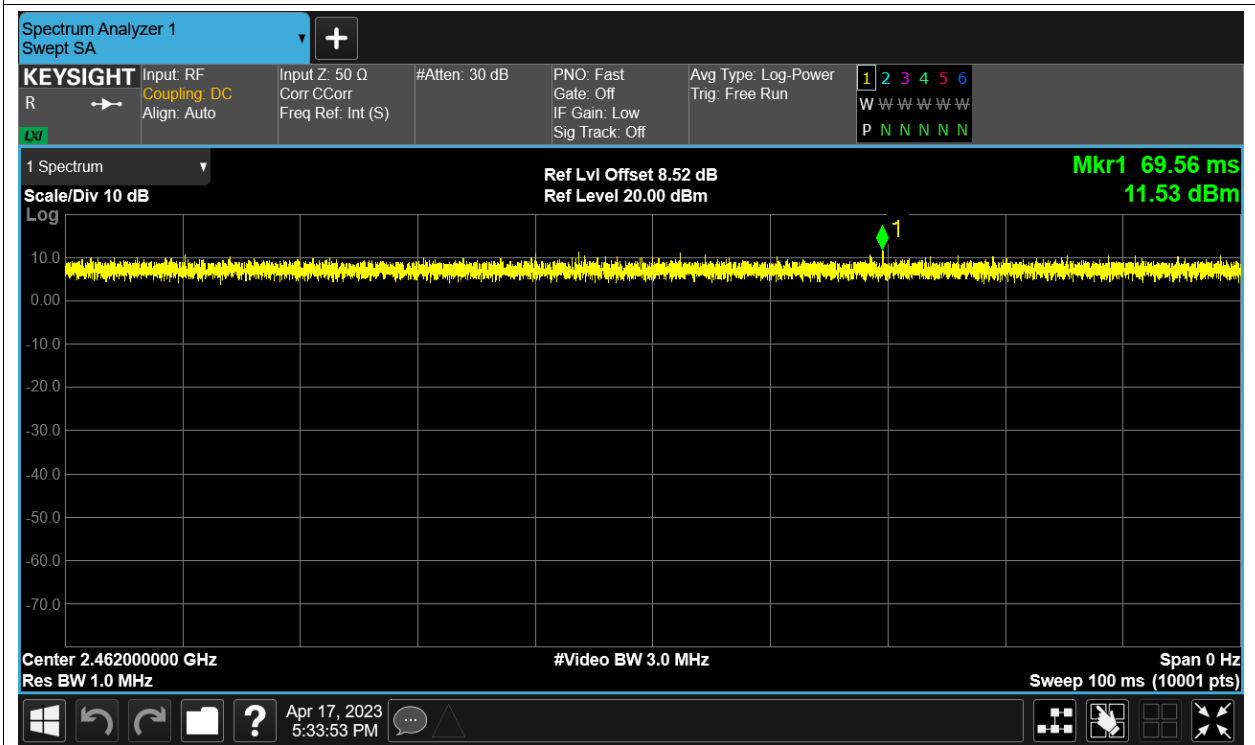 Spectrum Analyzer 1
Swept SA
+
KEYSIGHT
R
LXI
Input: RF
Coupling: DC
Align: Auto
Input Z: 50 Ω
Corr CCorr
Freq Ref: Int (S)
#Atten: 30 dB
PNO: Fast
Gate: Off
IF Gain: Low
Sig Track: Off
Avg Type: Log-Power
Trig: Free Run
1 2 3 4 5 6
W W W W W W
P N N N N N
1 Spectrum
Scale/Div 10 dB
Log
Ref Lvl Offset 8.52 dB
Ref Level 20.00 dBm
Mkr1 69.56 ms
11.53 dBm
1
10.0
0.00
-10.0
-20.0
-30.0
-40.0
-50.0
-60.0
-70.0
Center 2.462000000 GHz
Res BW 1.0 MHz
#Video BW 3.0 MHz
Span 0 Hz
Sweep 100 ms (10001 pts)
?
Apr 17, 2023
5:33:53 PM